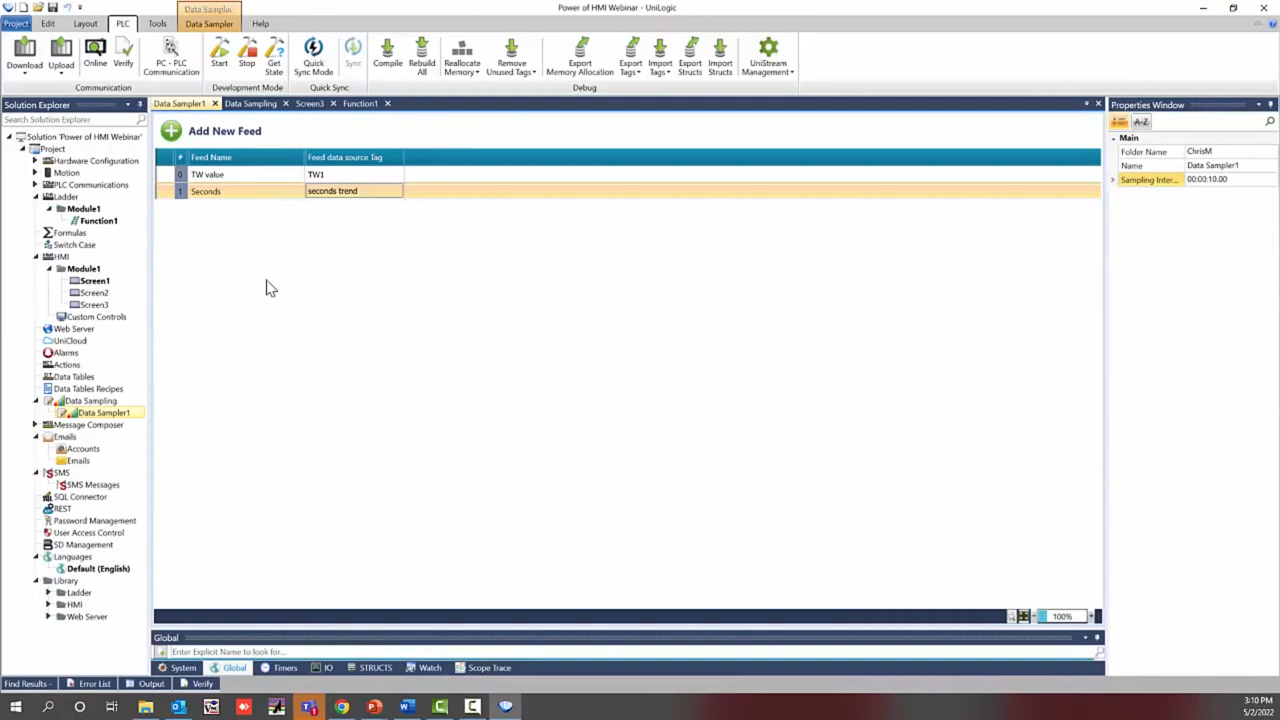 Power of HMI Webinar - UniLogic
Data Sampler
Project Edit Layout PLC Tools Data Sampler Help
Download Upload Online Verify PC - PLC Communication Start Stop Get State Quick Sync Mode Sync Compile Rebuild All Reallocate Memory Remove Unused Tags Export Memory Allocation Export Tags Import Tags Export Structs Import Structs UniStream Management
Communication Development Mode Quick Sync Debug
Solution Explorer
Data Sampler1 Data Sampling Screen3 Function1
Properties Window
Search Solution Explorer
Solution 'Power of HMI Webinar'
Project
Hardware Configuration
Motion
PLC Communications
Ladder
Module1
Function1
Formulas
Switch Case
HMI
Module1
Screen1
Screen2
Screen3
Custom Controls
Web Server
UniCloud
Alarms
Actions
Data Tables
Data Tables Recipes
Data Sampling
Data Sampler1
Message Composer
Emails
Accounts
Emails
SMS
SMS Messages
SQL Connector
REST
Password Management
User Access Control
SD Management
Languages
Default (English)
Library
Ladder
HMI
Web Server
Add New Feed
# Feed Name Feed data source Tag
0 TW value TW1
1 Seconds seconds trend
A-Z
Main
Folder Name ChrisM
Name Data Sampler1
Sampling Inter... 00:00:10.00
100%
Global
Enter Explicit Name to look for...
System Global Timers IO STRUCTS Watch Scope Trace
Find Results - Error List Output Verify
3:10 PM
5/2/2022